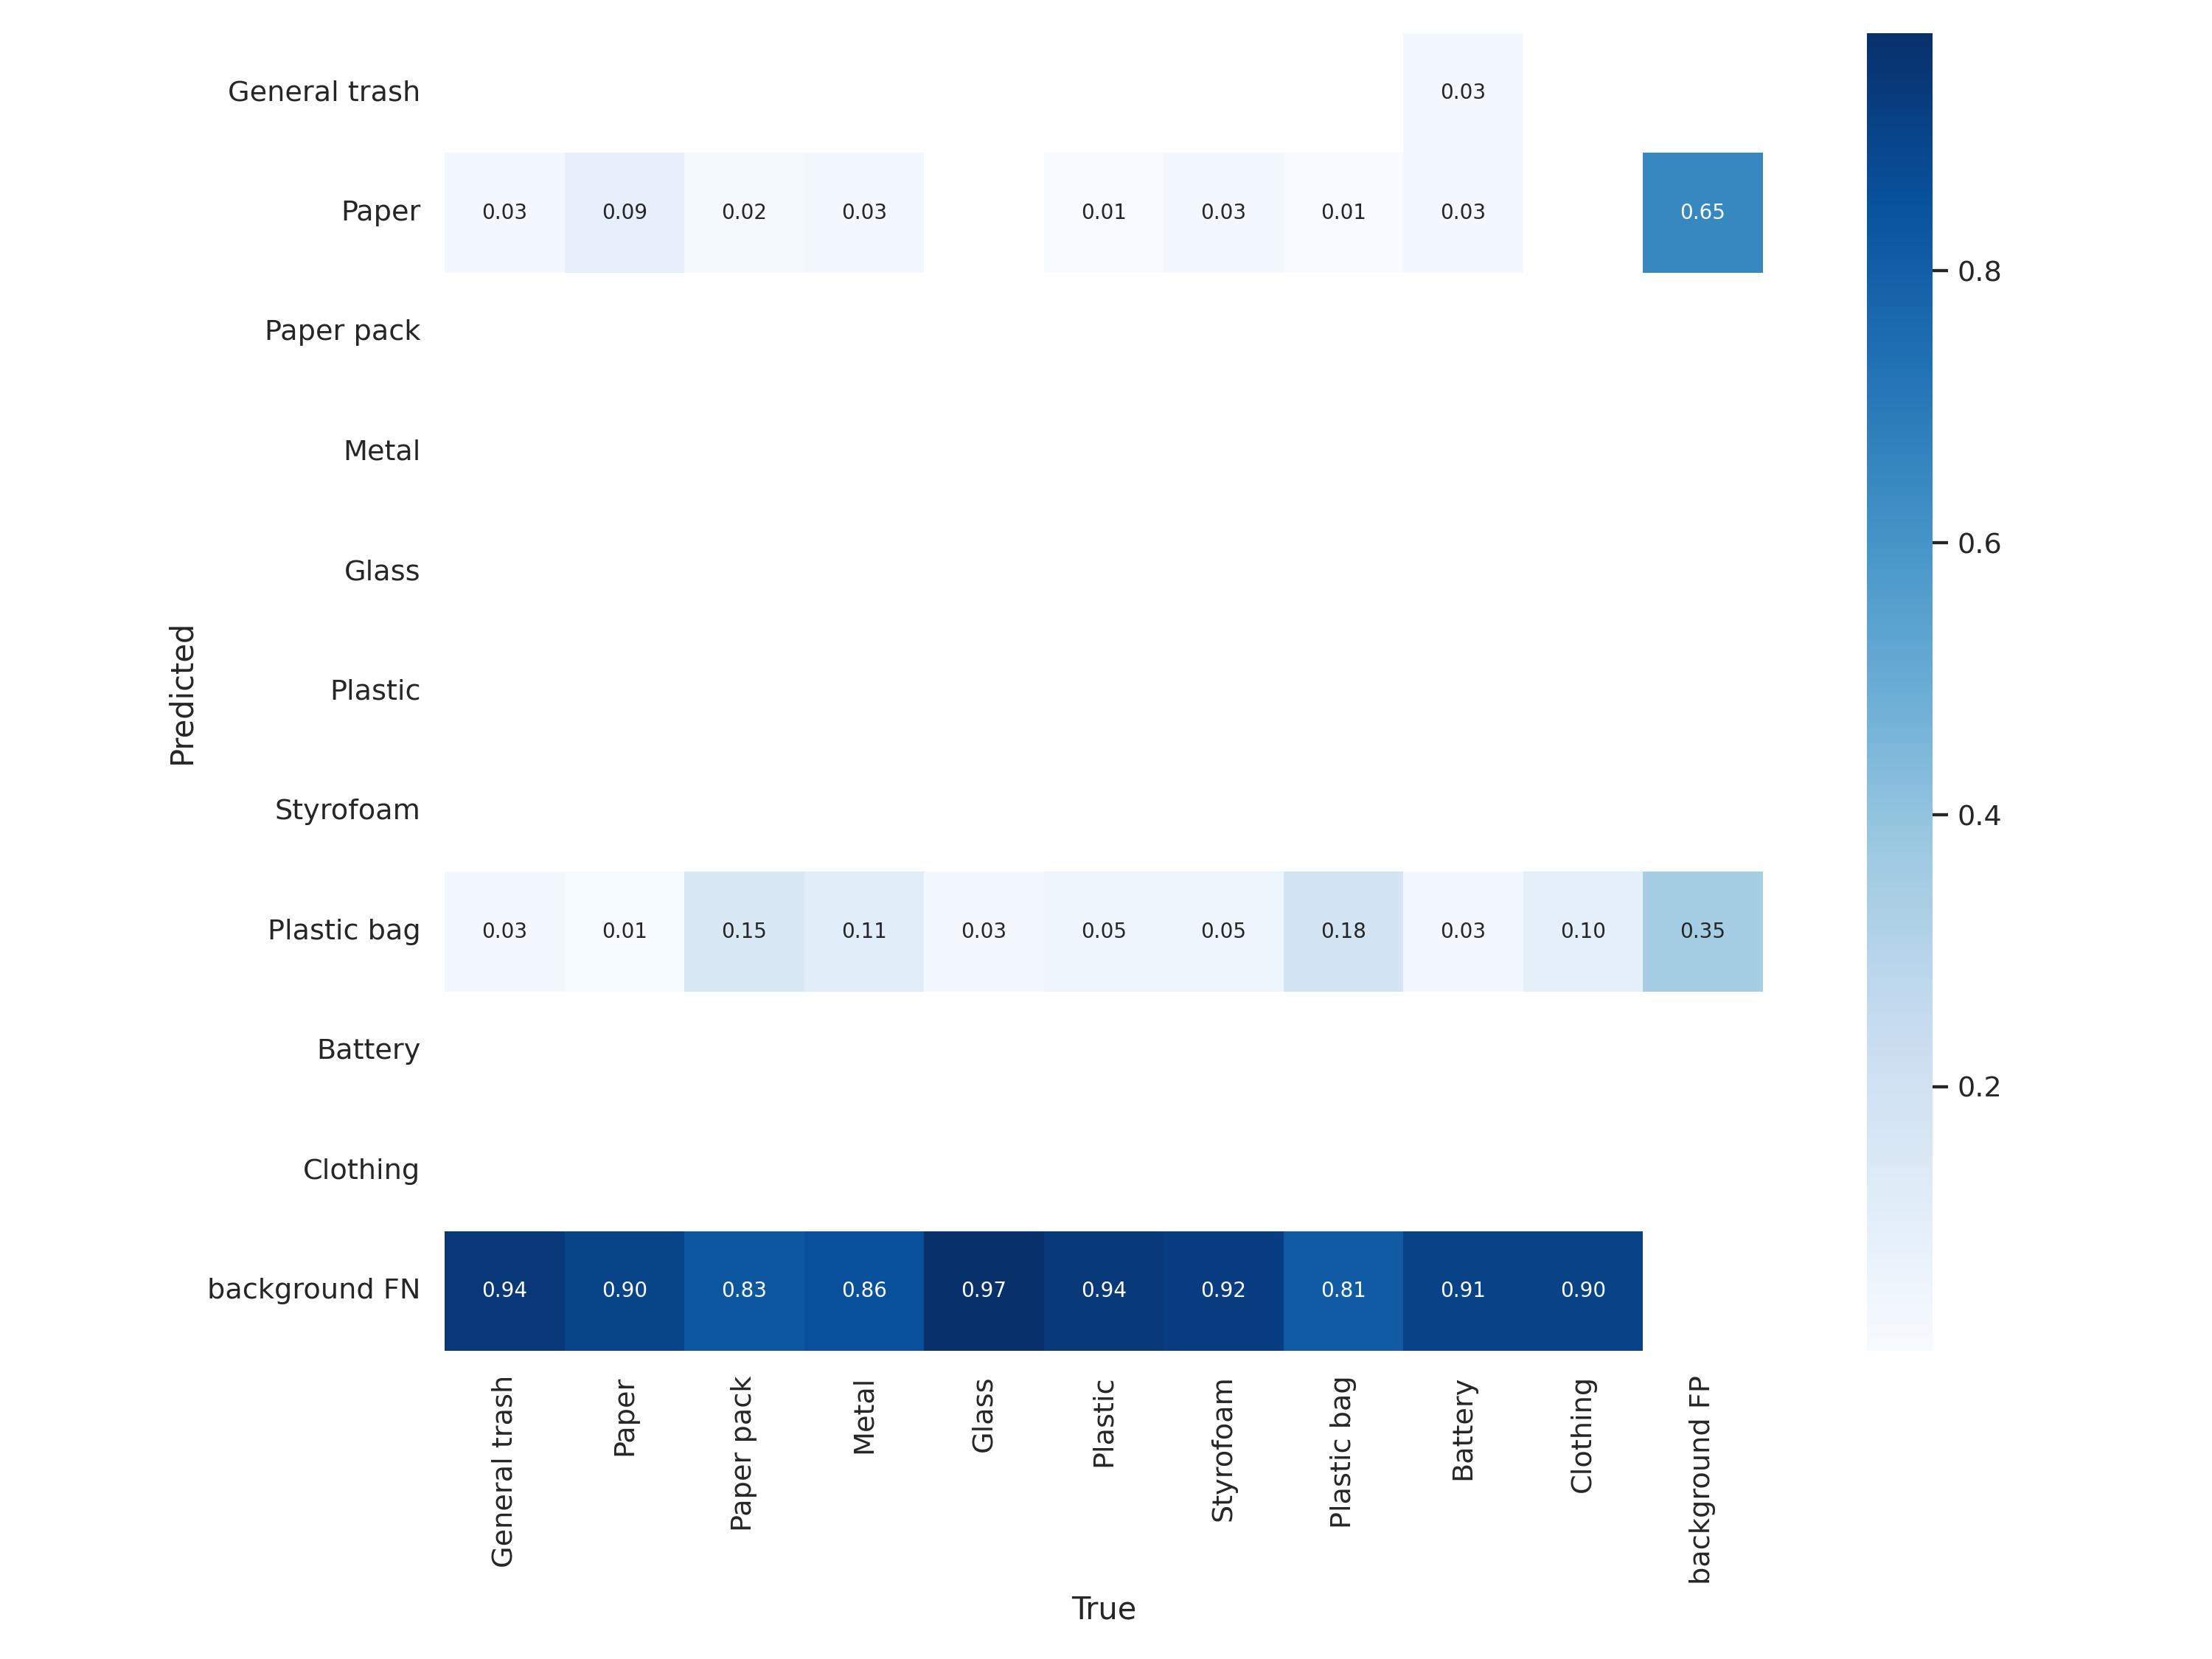 General trash 0.03
Paper 0.03 0.09 0.02 0.03 0.01 0.03 0.01 0.03 0.65
0.8
Paper pack
Metal
0.6
Glass
Predicted
Plastic
Styrofoam
0.4
Plastic bag 0.03 0.01 0.15 0.11 0.03 0.05 0.05 0.18 0.03 0.10 0.35
Battery
0.2
Clothing
background FN 0.94 0.90 0.83 0.86 0.97 0.94 0.92 0.81 0.91 0.90
General trash
Paper
Paper pack
Metal
Glass
Plastic
Styrofoam
Plastic bag
Battery
Clothing
background FP
True